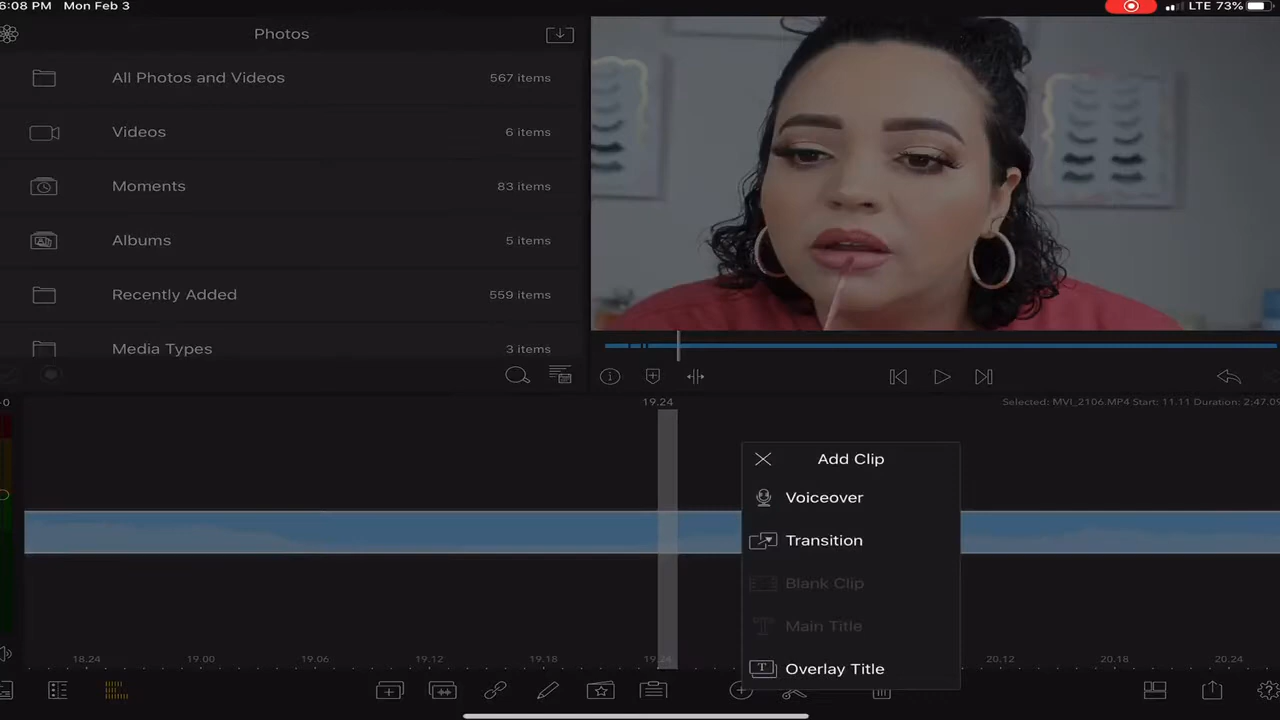 6:08 PM Mon Feb 3
LTE 73%
Photos
All Photos and Videos 567 items
Videos 6 items
Moments 83 items
Albums 5 items
Recently Added 559 items
Media Types 3 items
-0
19.24
Selected: MVI_2106.MP4 Start: 11.11 Duration: 2:47.09
Add Clip
Voiceover
Transition
Blank Clip
Main Title
Overlay Title
18.24 19.00 19.06 19.12 19.18 19.24 20.12 20.18 20.24